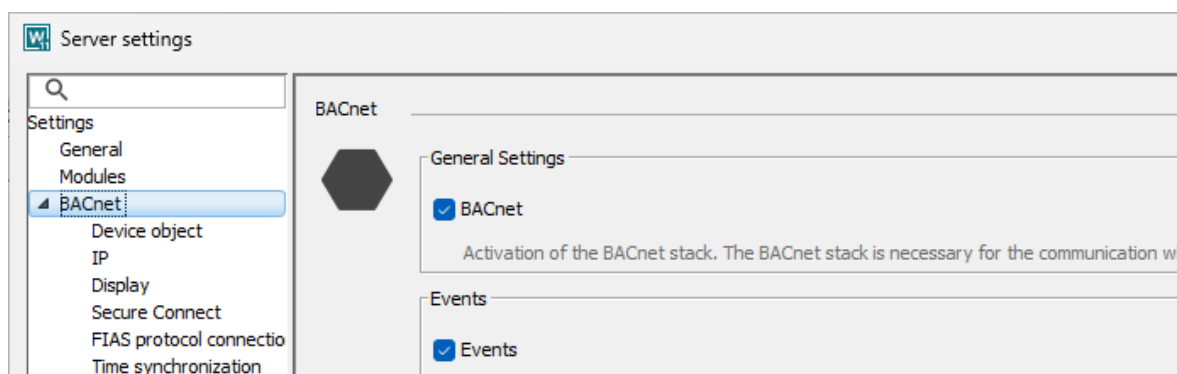 Server settings
Settings
General
Modules
BACnet
Device object
IP
Display
Secure Connect
FIAS protocol connectio
Time synchronization
BACnet
General Settings
BACnet
Activation of the BACnet stack. The BACnet stack is necessary for the communication w
Events
Events